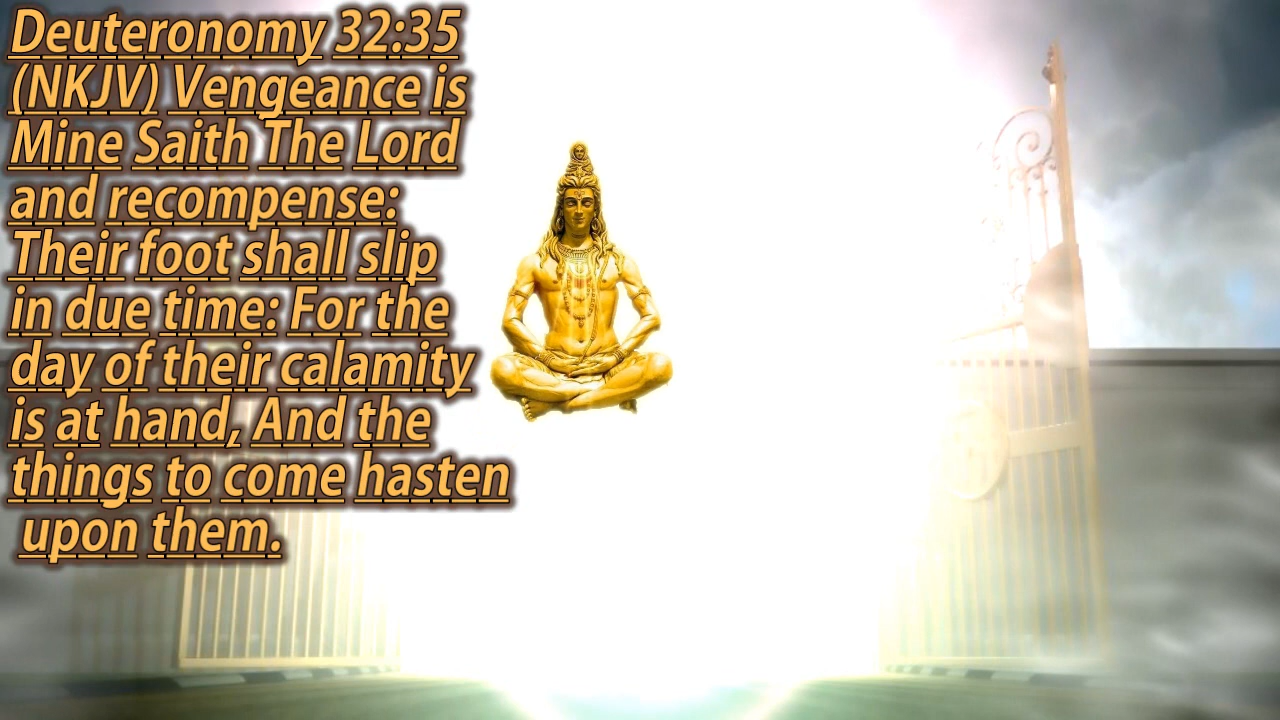 Deuteronomy 32:35
(NKJV) Vengeance is
Mine Saith The Lord
and recompense:
Their foot shall slip
in due time: For the
day of their calamity
is at hand, And the
things to come hasten
upon them.